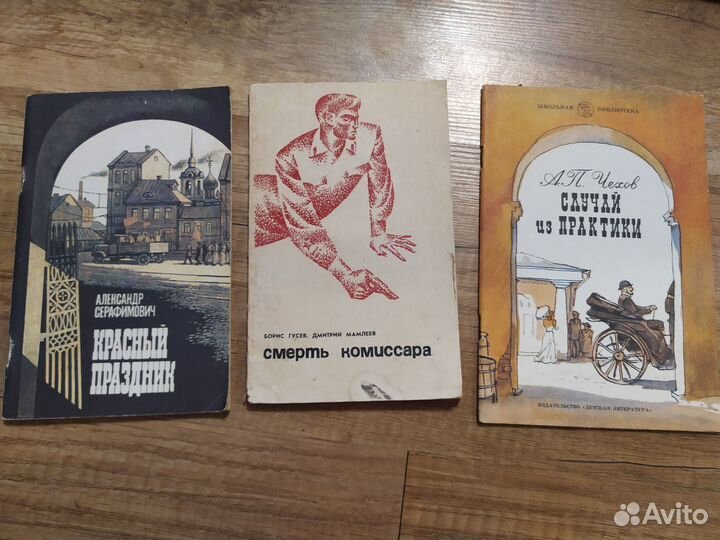 АЛЕКСАНДР
СЕРАФИМОВИЧ
КРАСНЫЙ
ПРАЗДНИК
БОРИС ГУСЕВ, ДМИТРИЙ МАМЛЕЕВ
смерть комиссара
ШКОЛЬНАЯ БИБЛИОТЕКА
А.П. Чехов
СЛУЧАЙ
из ПРАКТИКИ
ИЗДАТЕЛЬСТВО «ДЕТСКАЯ ЛИТЕРАТУРА»
Avito